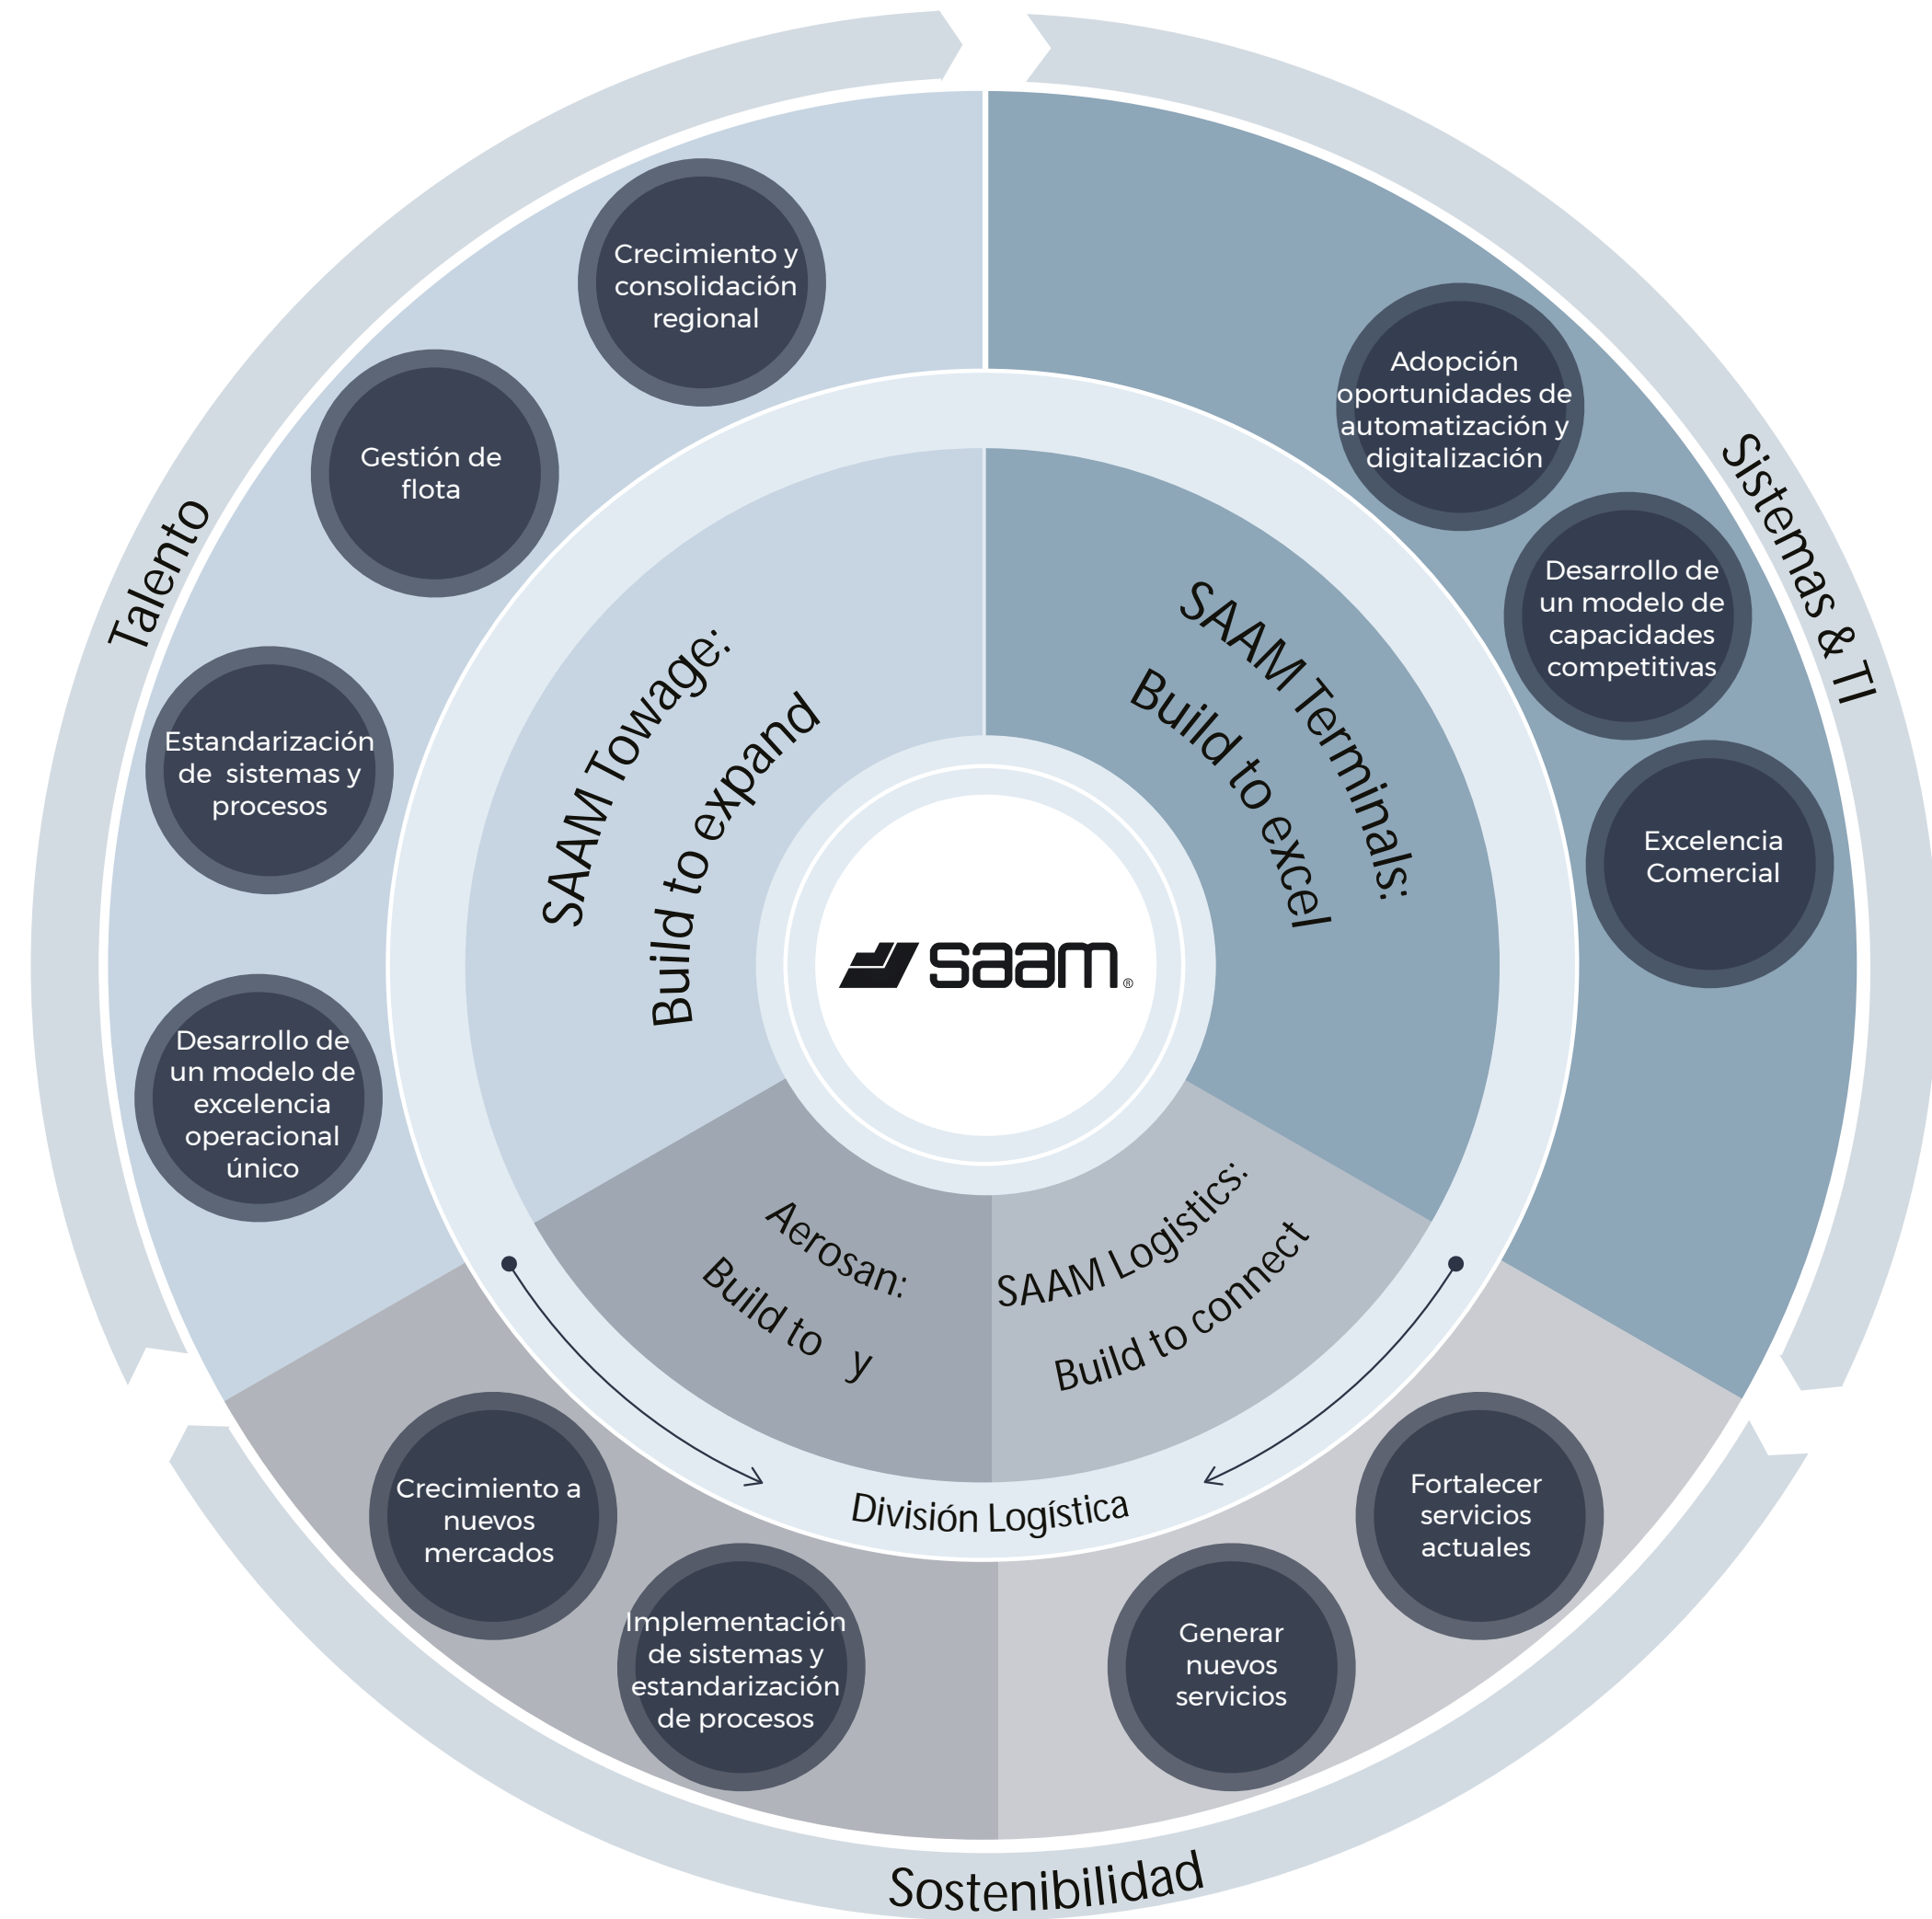 Talento
Sistemas & TI
Sostenibilidad
Crecimiento y
consolidación
regional
Gestión de
flota
Estandarización
de sistemas y
procesos
Desarrollo de
un modelo de
excelencia
operacional
único
Adopción
oportunidades de
automatización y
digitalización
Desarrollo de
un modelo de
capacidades
competitivas
Excelencia
Comercial
SAAM Towage:
Build to expand
SAAM Terminals:
Build to excel
saam®
Aerosan:
Build to y
SAAM Logistics:
Build to connect
División Logística
Crecimiento a
nuevos
mercados
Implementación
de sistemas y
estandarización
de procesos
Generar
nuevos
servicios
Fortalecer
servicios
actuales